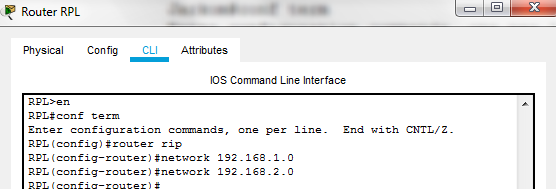 Router RPL
Physical Config CLI Attributes
IOS Command Line Interface
RPL>en
RPL#conf term
Enter configuration commands, one per line.  End with CNTL/Z.
RPL(config)#router rip
RPL(config-router)#network 192.168.1.0
RPL(config-router)#network 192.168.2.0
RPL(config-router)#